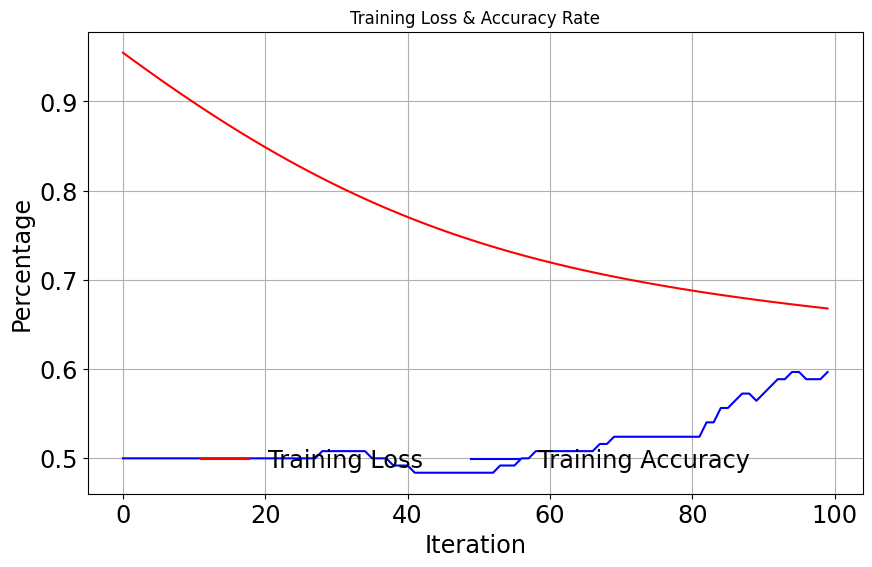 Training Loss & Accuracy Rate
Percentage
0.9
0.8
0.7
0.6
0.5
Training Loss
Training Accuracy
0 20 40 60 80 100
Iteration